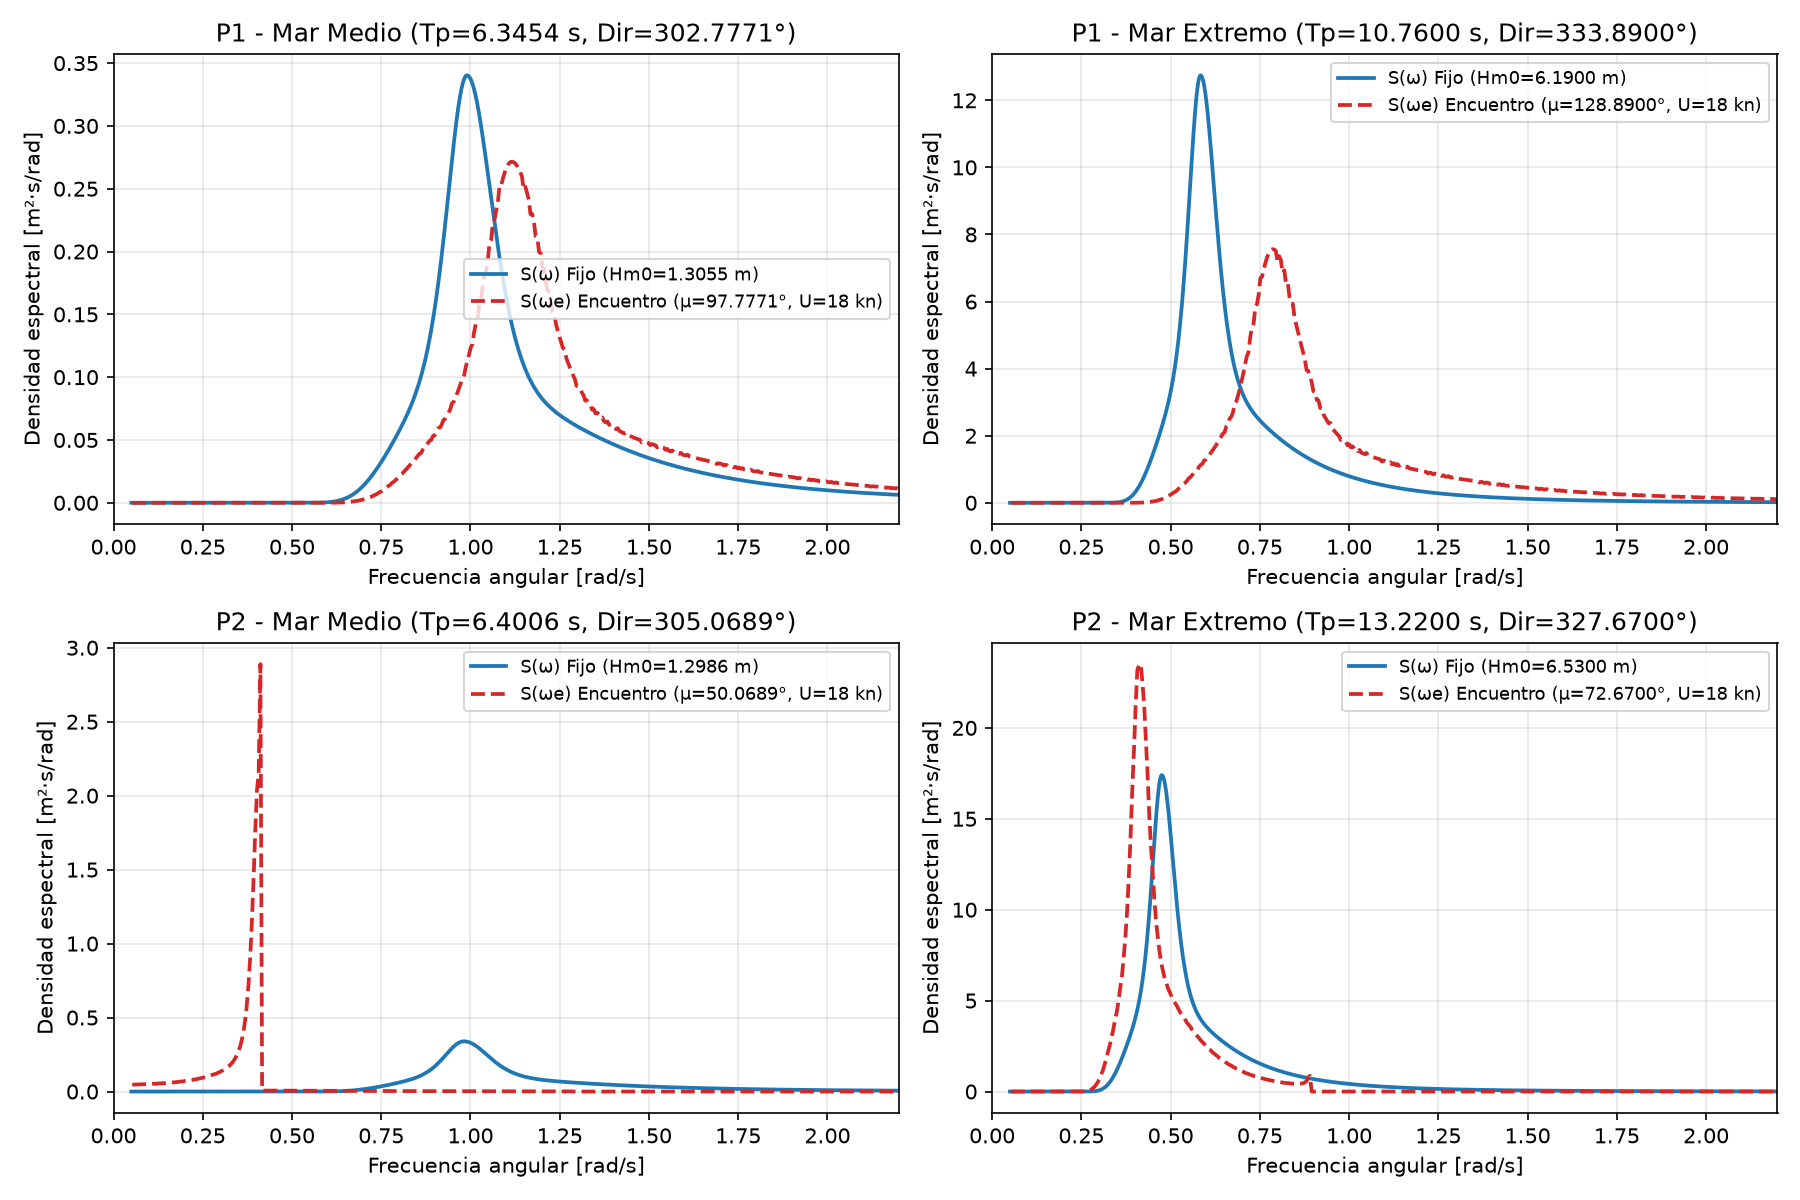 P1 - Mar Medio (Tp=6.3454 s, Dir=302.7771°)
Densidad espectral [m²·s/rad]
0.35
0.30
0.25
0.20
0.15
0.10
0.05
0.00
S(ω) Fijo (Hm0=1.3055 m)
S(ωe) Encuentro (μ=97.7771°, U=18 kn)
0.00 0.25 0.50 0.75 1.00 1.25 1.50 1.75 2.00
Frecuencia angular [rad/s]
P1 - Mar Extremo (Tp=10.7600 s, Dir=333.8900°)
Densidad espectral [m²·s/rad]
12
10
8
6
4
2
0
S(ω) Fijo (Hm0=6.1900 m)
S(ωe) Encuentro (μ=128.8900°, U=18 kn)
0.00 0.25 0.50 0.75 1.00 1.25 1.50 1.75 2.00
Frecuencia angular [rad/s]
P2 - Mar Medio (Tp=6.4006 s, Dir=305.0689°)
Densidad espectral [m²·s/rad]
3.0
2.5
2.0
1.5
1.0
0.5
0.0
S(ω) Fijo (Hm0=1.2986 m)
S(ωe) Encuentro (μ=50.0689°, U=18 kn)
0.00 0.25 0.50 0.75 1.00 1.25 1.50 1.75 2.00
Frecuencia angular [rad/s]
P2 - Mar Extremo (Tp=13.2200 s, Dir=327.6700°)
Densidad espectral [m²·s/rad]
20
15
10
5
0
S(ω) Fijo (Hm0=6.5300 m)
S(ωe) Encuentro (μ=72.6700°, U=18 kn)
0.00 0.25 0.50 0.75 1.00 1.25 1.50 1.75 2.00
Frecuencia angular [rad/s]